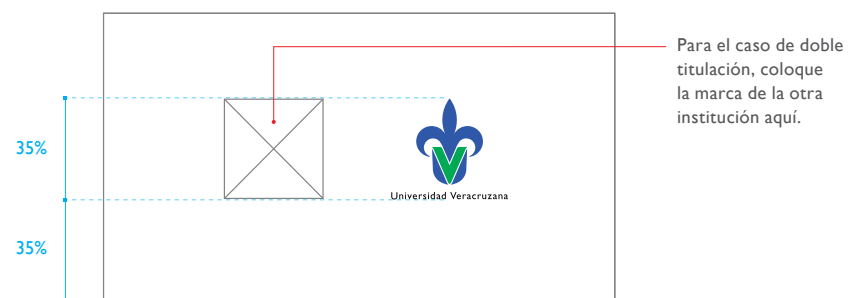 Para el caso de doble
titulación, coloque
la marca de la otra
institución aquí.
35%
Universidad Veracruzana
35%